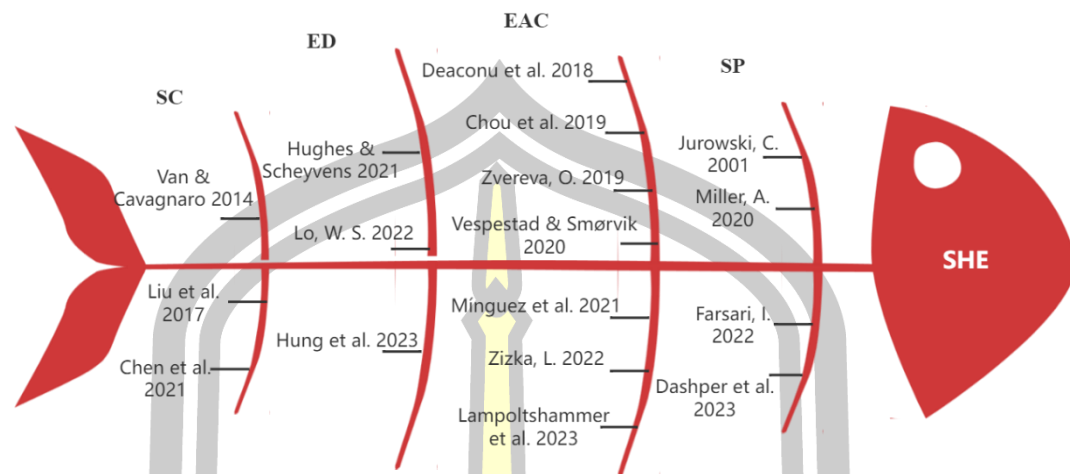 EAC
ED
SP
SC
Deaconu et al. 2018
Chou et al. 2019
Zvereva, O. 2019
Vespestad & Smørvik
2020
Mínguez et al. 2021
Zizka, L. 2022
Lampoltshammer
et al. 2023
Hughes &
Scheyvens 2021
Lo, W. S. 2022
Hung et al. 2023
Jurowski, C.
2001
Miller, A.
2020
Farsari, I.
2022
Dashper et al.
2023
Van &
Cavagnaro 2014
Liu et al.
2017
Chen et al.
2021
SHE